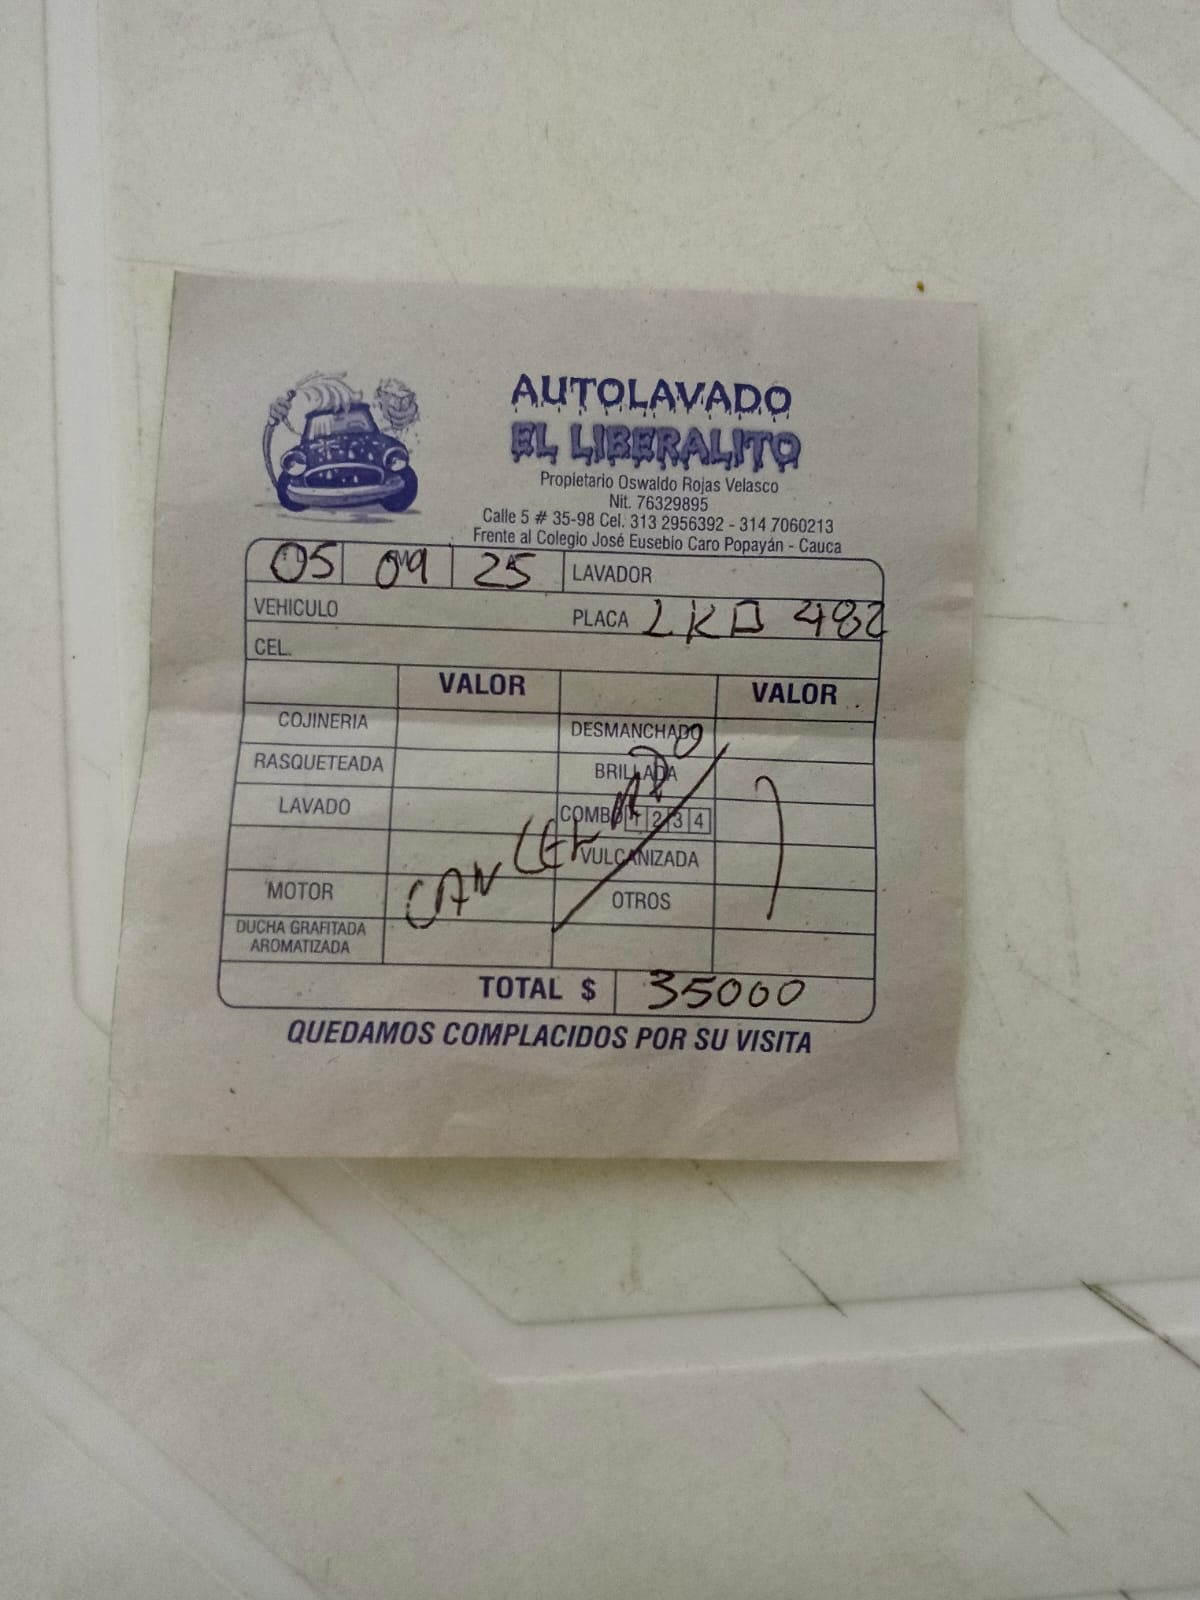 AUTOLAVADO
EL LIBERALITO
Propietario Oswaldo Rojas Velasco
Nit. 76329895
Calle 5 # 35-98 Cel. 313 2956392 - 314 7060213
Frente al Colegio José Eusebio Caro Popayán - Cauca
05 M 09 A 25 LAVADOR
VEHICULO PLACA LKD 482
CEL.
VALOR VALOR
COJINERIA DESMANCHADO
RASQUETEADA BRILLADA
LAVADO COMBO 1 2 3 4
VULCANIZADA
CANCELADO
MOTOR OTROS
DUCHA GRAFITADA
AROMATIZADA
TOTAL $ 35000
QUEDAMOS COMPLACIDOS POR SU VISITA